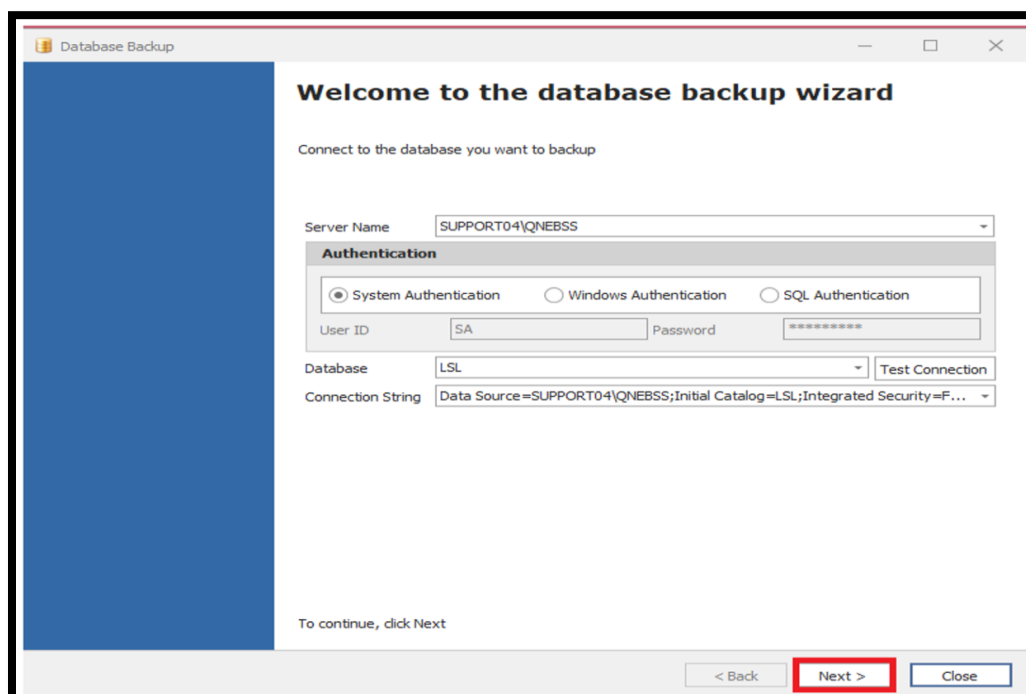 Database Backup
Welcome to the database backup wizard
Connect to the database you want to backup
Server Name SUPPORT04\QNEBSS
Authentication
System Authentication Windows Authentication SQL Authentication
User ID SA Password *********
Database LSL Test Connection
Connection String Data Source=SUPPORT04\QNEBSS;Initial Catalog=LSL;Integrated Security=F...
To continue, click Next
< Back Next > Close